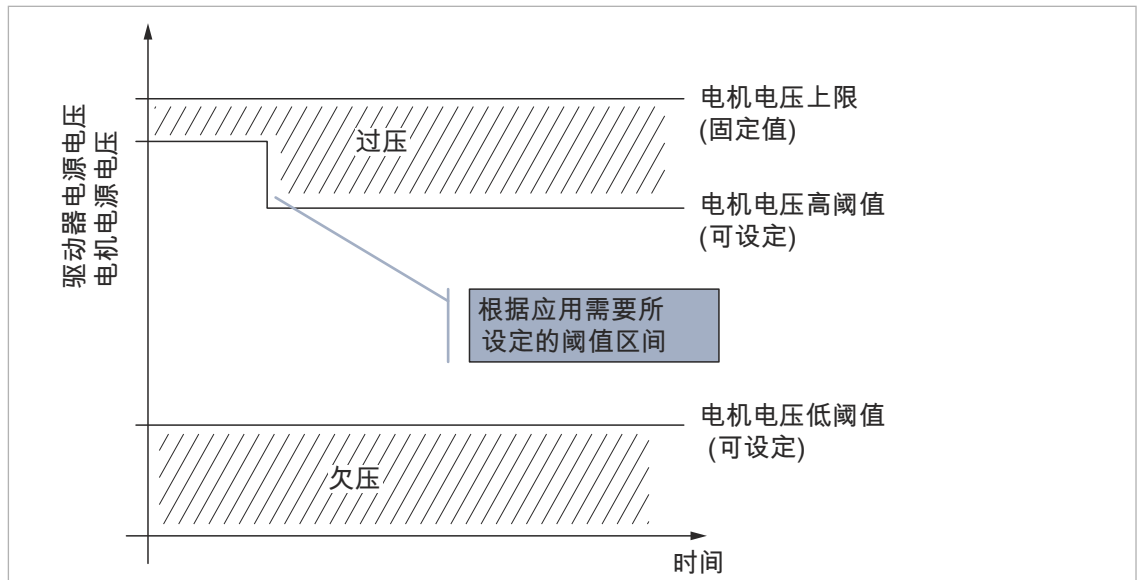 驱动器电源电压
电机电源电压
电机电压上限
(固定值)
过压
电机电压高阈值
(可设定)
根据应用需要所
设定的阈值区间
电机电压低阈值
(可设定)
欠压
时间